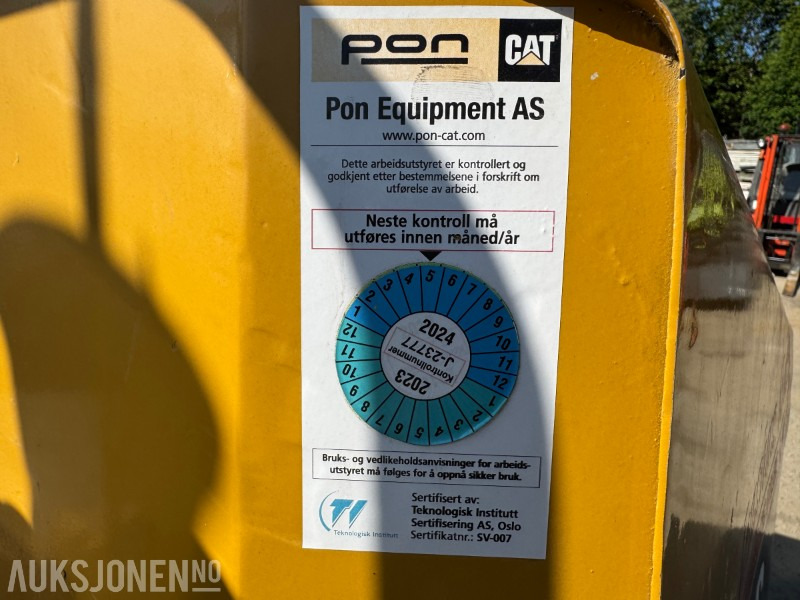 pon CAT
Pon Equipment AS
www.pon-cat.com
Dette arbeidsutstyret er kontrollert og
godkjent etter bestemmelsene i forskrift om
utførelse av arbeid.
Neste kontroll må
utføres innen måned/år
1 2 3 4 5 6 7 8 9 10 11 12
2024
J-23777
Kontrollnummer
2023
1 2 3 4 5 6 7 8 9 10 11 12
Bruks- og vedlikeholdsanvisninger for arbeids-
utstyret må følges for å oppnå sikker bruk.
TI
Teknologisk Institutt
Sertifisert av:
Teknologisk Institutt
Sertifisering AS, Oslo
Sertifikatnr.: SV-007
AUKSJONEN.NO